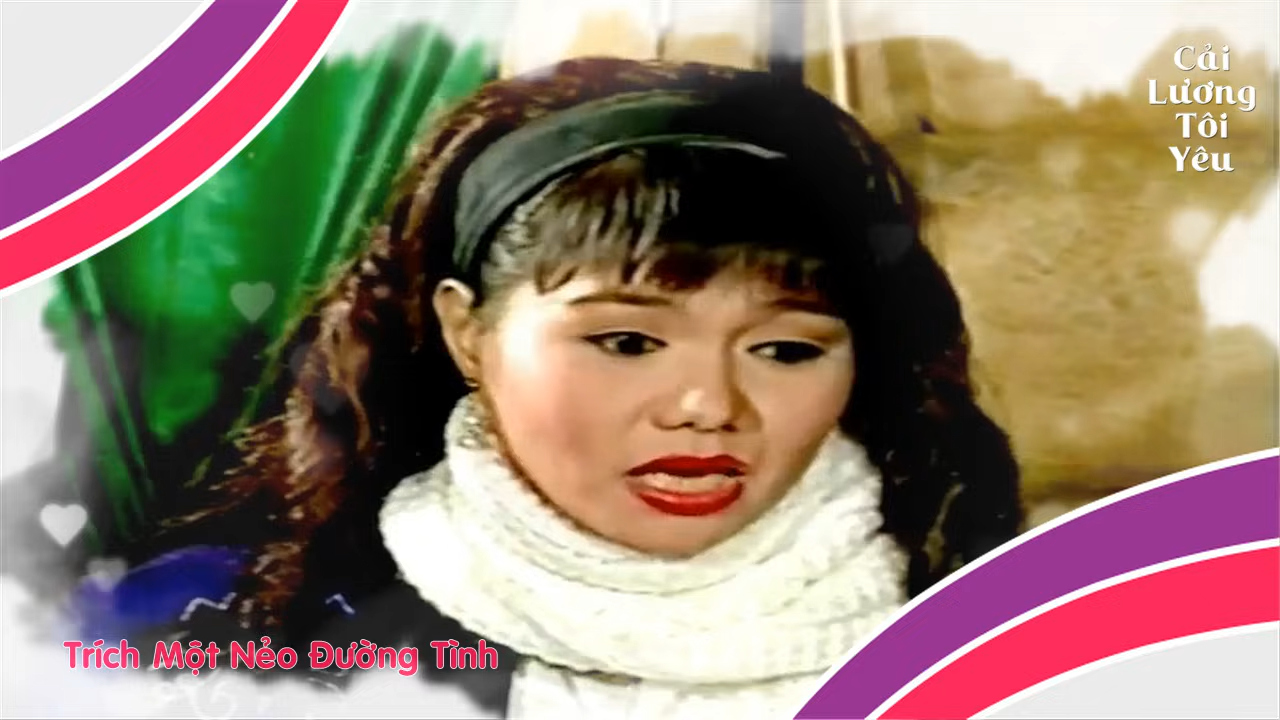 Cải
Lương
Tôi
Yêu
Trích Một Nẻo Đường Tình